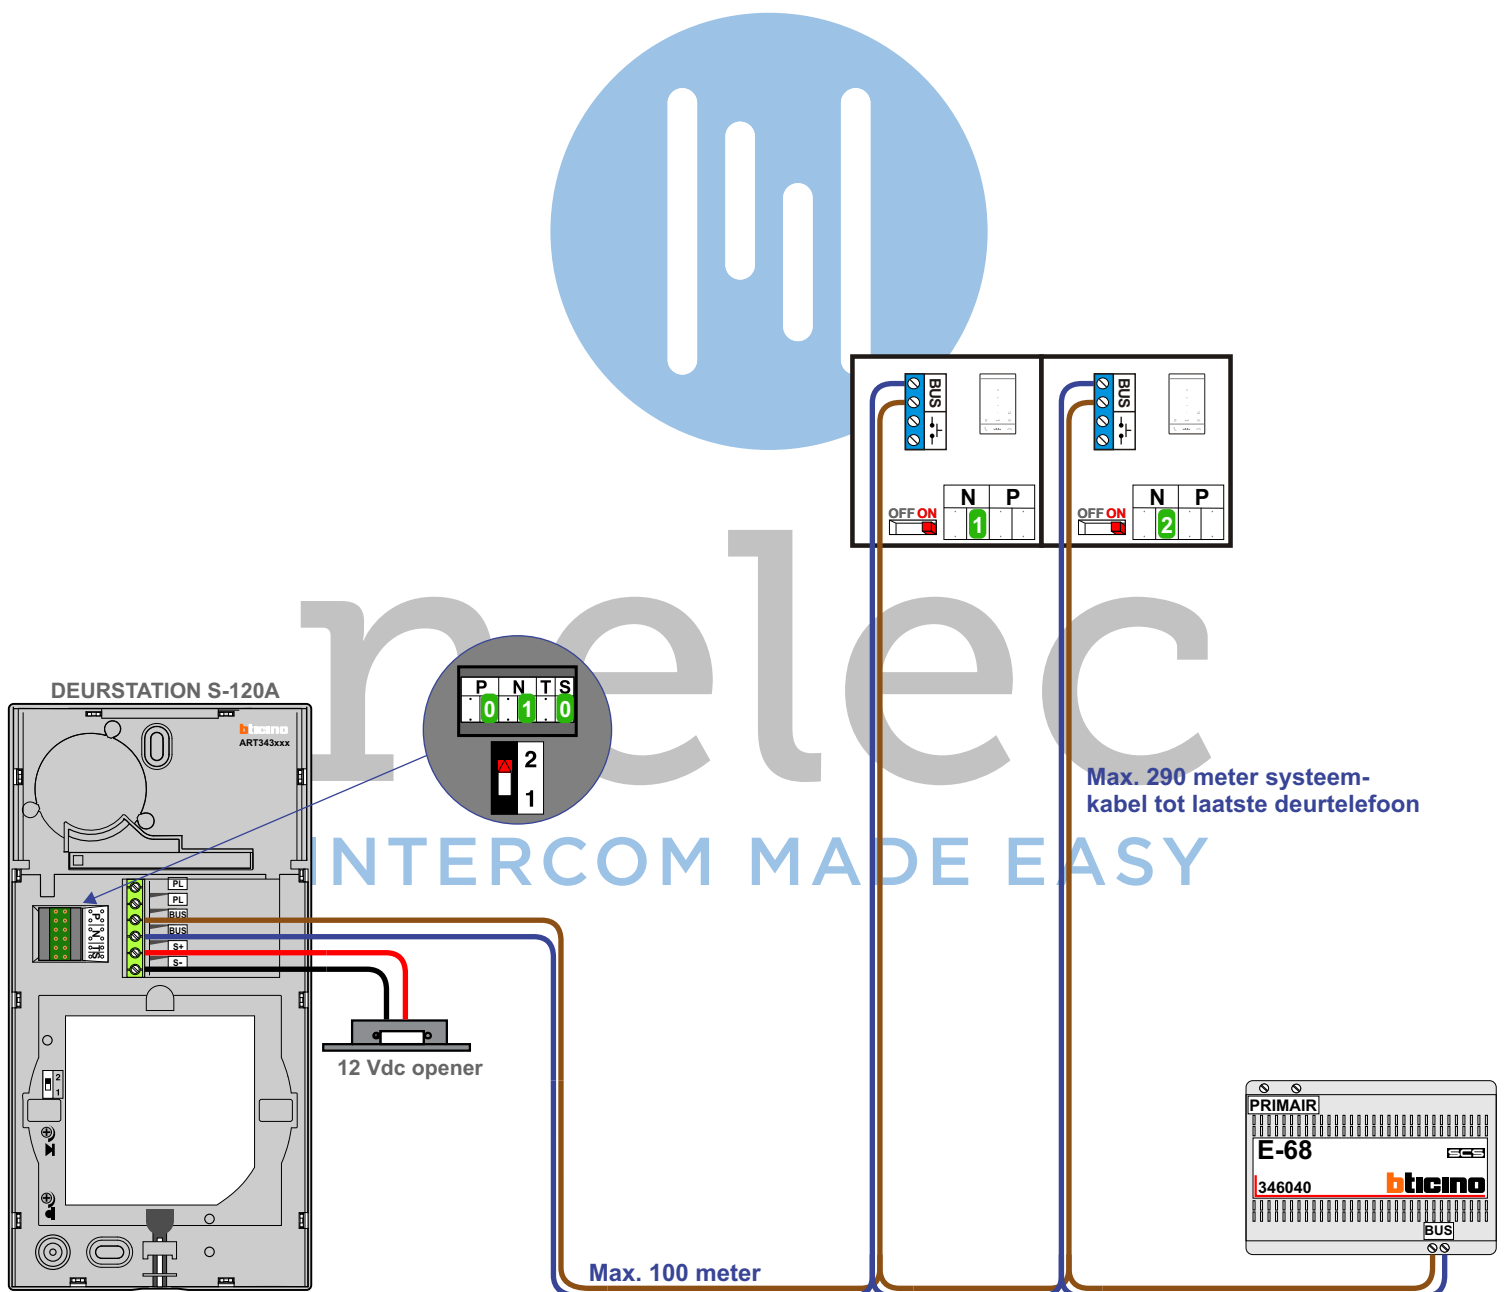 BUS
BUS
OFF ON
N P
1
OFF ON
N P
2
nelec
INTERCOM MADE EASY
DEURSTATION S-120A
bticino
ART343xxx
P N T S
0 1 0
2
1
Max. 290 meter systeem-
kabel tot laatste deurtelefoon
PL
PL
BUS
BUS
S+
S-
P N T S
12 Vdc opener
2
1
PRIMAIR
E-68
SCS
346040
bticino
BUS
Max. 100 meter